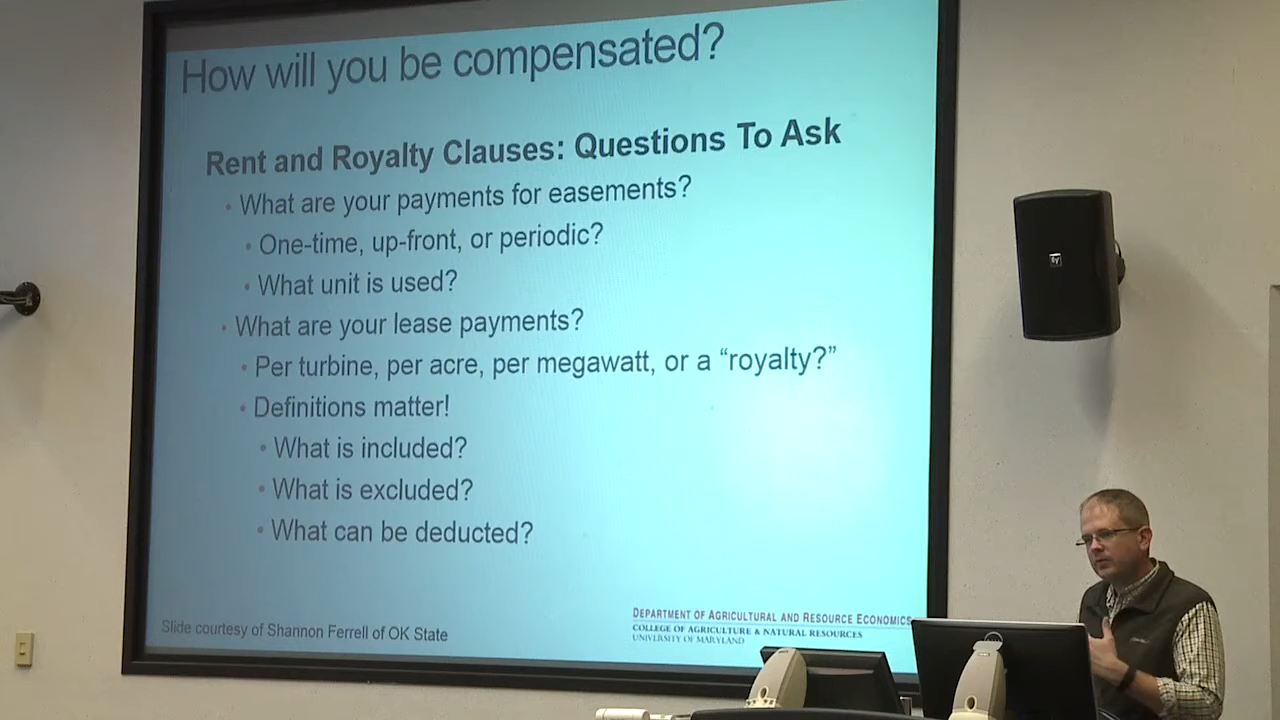 How will you be compensated?
Rent and Royalty Clauses: Questions To Ask
• What are your payments for easements?
• One-time, up-front, or periodic?
• What unit is used?
• What are your lease payments?
• Per turbine, per acre, per megawatt, or a “royalty?”
• Definitions matter!
• What is included?
• What is excluded?
• What can be deducted?
Slide courtesy of Shannon Ferrell of OK State
DEPARTMENT OF AGRICULTURAL AND RESOURCE ECONOMICS
COLLEGE OF AGRICULTURE & NATURAL RESOURCES
UNIVERSITY OF MARYLAND